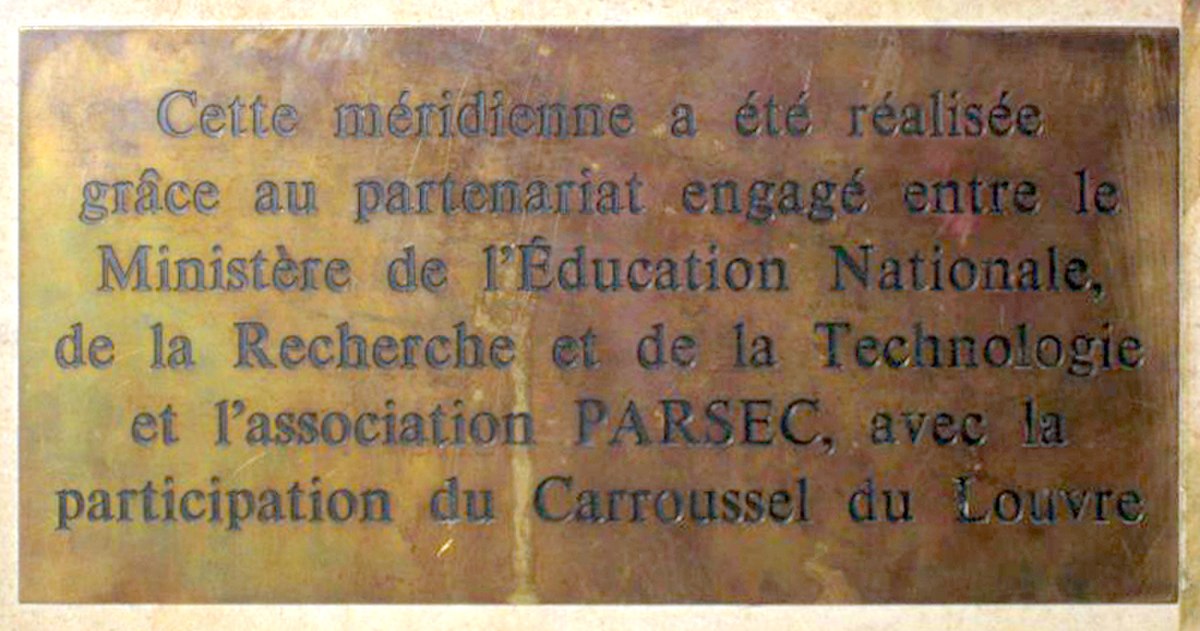 Cette méridienne a été réalisée
grâce au partenariat engagé entre le
Ministère de l'Éducation Nationale,
de la Recherche et de la Technologie
et l'association PARSEC, avec la
participation du Carroussel du Louvre